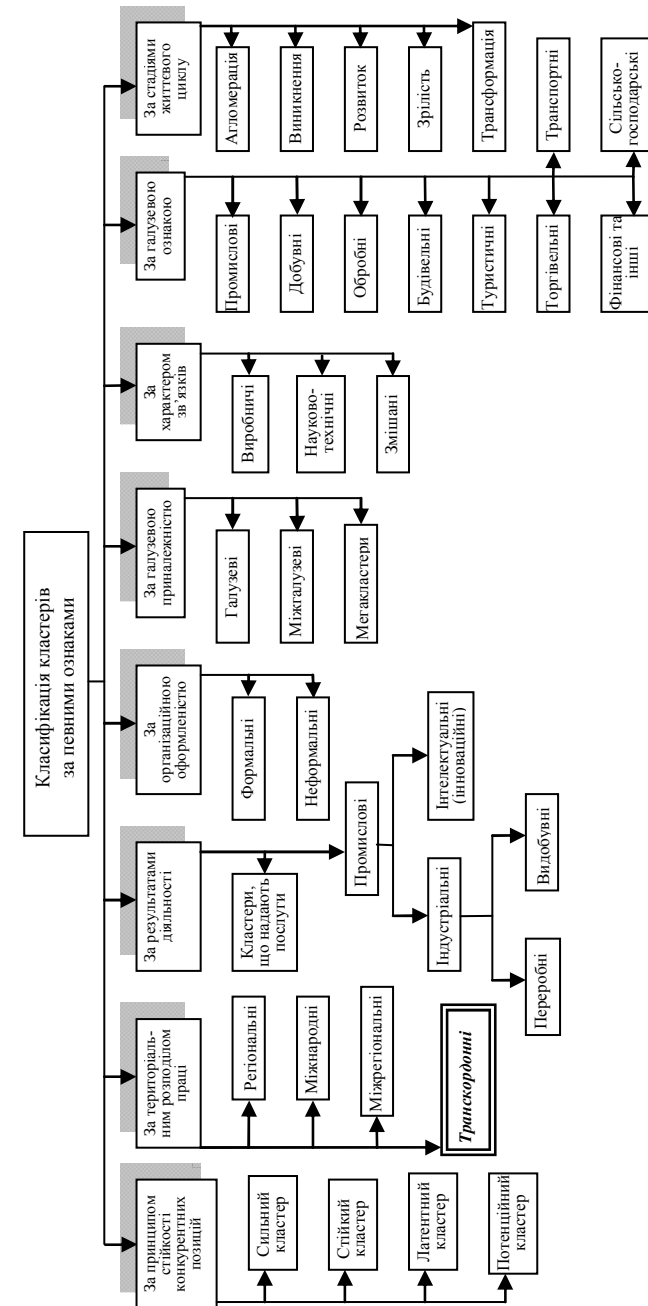 Класифікація кластерів
за певними ознаками
За принципом
стійкості
конкурентних
позицій
Сильний
кластер
Стійкий
кластер
Латентний
кластер
Потенційний
кластер
За територіаль-
ним розподілом
праці
Регіональні
Міжнародні
Міжрегіональні
Транскордонні
За результатами
діяльності
Кластери,
що надають
послуги
Промислові
Індустріальні
Інтелектуальні
(інноваційні)
Переробні
Видобувні
За
організаційною
оформленістю
Формальні
Неформальні
За галузевою
приналежністю
Галузеві
Міжгалузеві
Мегакластери
За
характером
зв’язків
Виробничі
Науково-
технічні
Змішані
За галузевою
ознакою
Промислові
Добувні
Обробні
Будівельні
Туристичні
Торгівельні
Транспортні
Фінансові та
інші
Сільсько-
господарські
За стадіями
життєвого
циклу
Агломерація
Виникнення
Розвиток
Зрілість
Трансформація